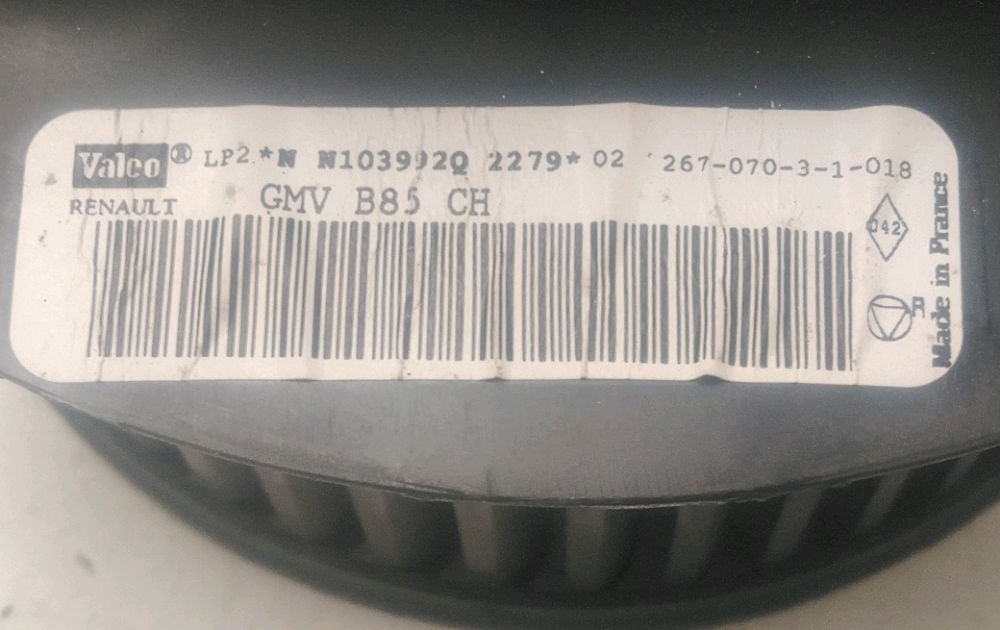 Valeo® LP2 *N N103992Q 2279* 02 267-070-3-1-018
RENAULT GMV B85 CH
042
R
Made in France